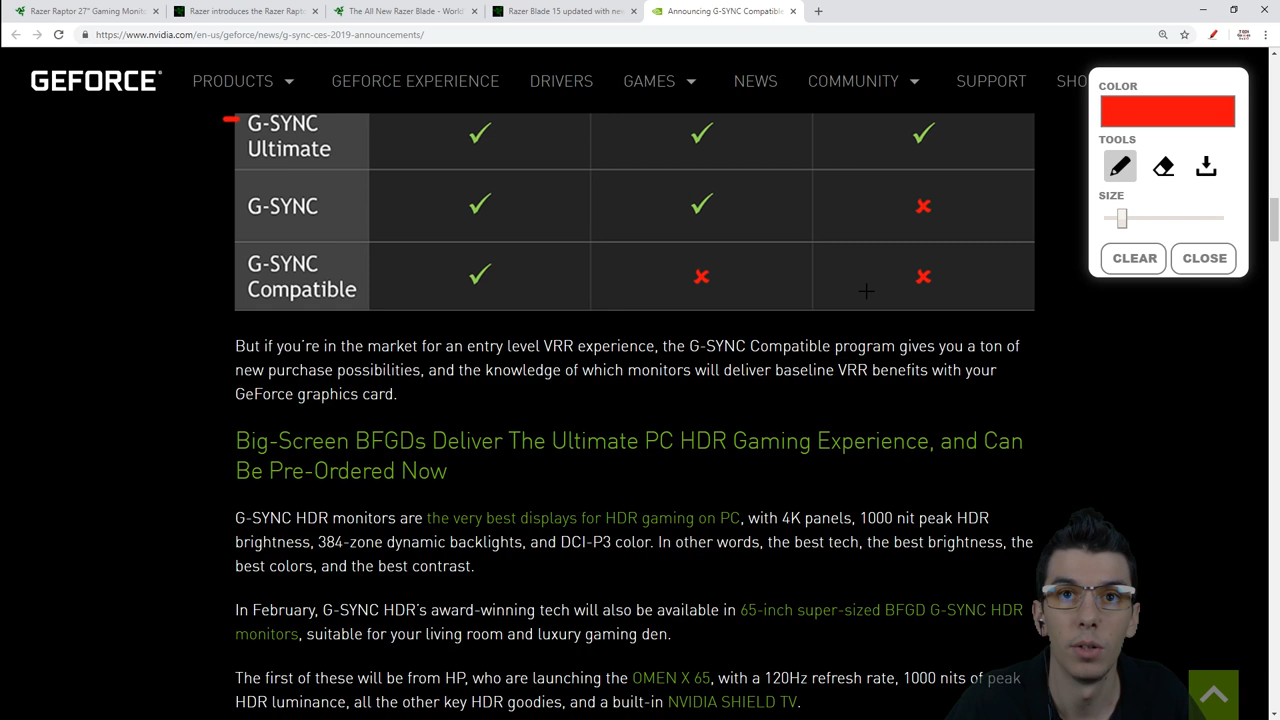 Razer Raptor 27" Gaming Monit
Razer introduces the Razer Rapto
The All New Razer Blade - World
Razer Blade 15 updated with new
Announcing G-SYNC Compatible
https://www.nvidia.com/en-us/geforce/news/g-sync-ces-2019-announcements/
GEFORCE
PRODUCTS
GEFORCE EXPERIENCE
DRIVERS
GAMES
NEWS
COMMUNITY
SUPPORT
SHO
COLOR
TOOLS
SIZE
CLEAR
CLOSE
G-SYNC
Ultimate
G-SYNC
G-SYNC
Compatible
But if you're in the market for an entry level VRR experience, the G-SYNC Compatible program gives you a ton of
new purchase possibilities, and the knowledge of which monitors will deliver baseline VRR benefits with your
GeForce graphics card.
Big-Screen BFGDs Deliver The Ultimate PC HDR Gaming Experience, and Can
Be Pre-Ordered Now
G-SYNC HDR monitors are the very best displays for HDR gaming on PC, with 4K panels, 1000 nit peak HDR
brightness, 384-zone dynamic backlights, and DCI-P3 color. In other words, the best tech, the best brightness, the
best colors, and the best contrast.
In February, G-SYNC HDR's award-winning tech will also be available in 65-inch super-sized BFGD G-SYNC HDR
monitors, suitable for your living room and luxury gaming den.
The first of these will be from HP, who are launching the OMEN X 65, with a 120Hz refresh rate, 1000 nits of peak
HDR luminance, all the other key HDR goodies, and a built-in NVIDIA SHIELD TV.